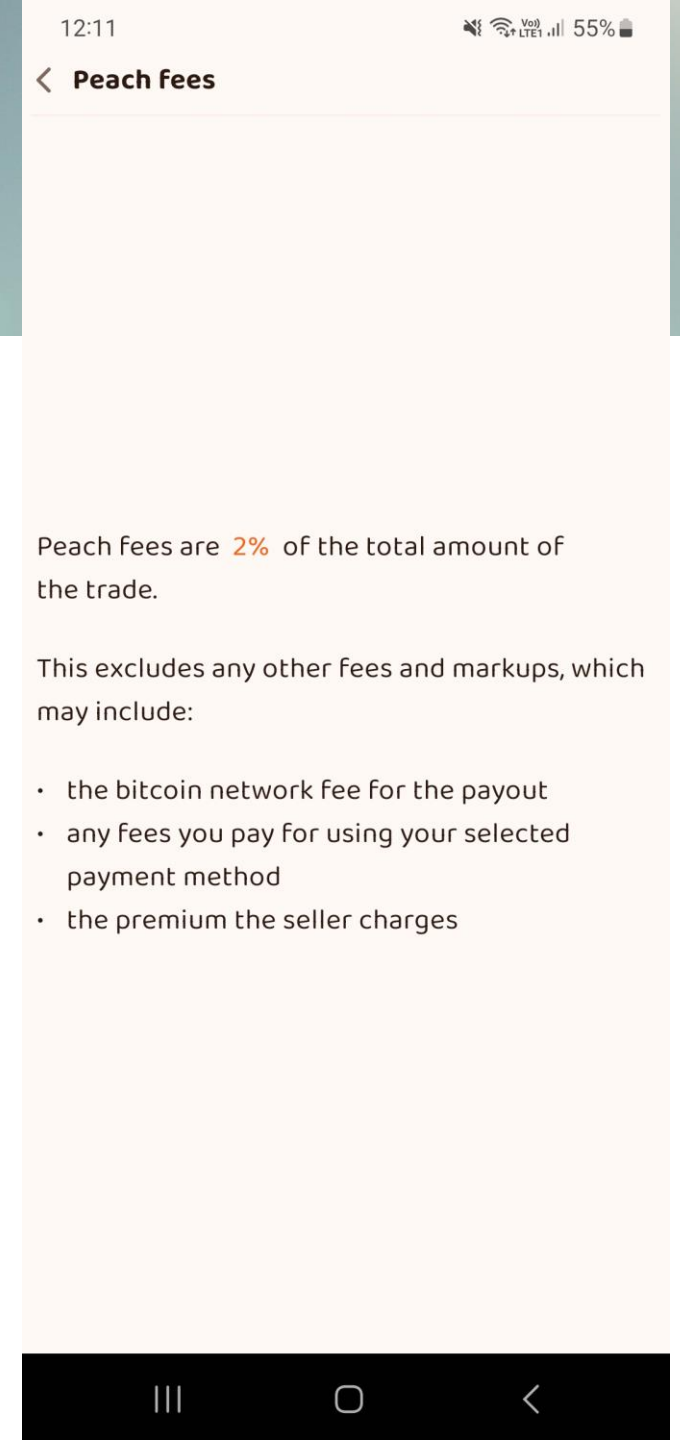 12:11
Vo))
LTE1
55%
Peach fees
Peach fees are 2% of the total amount of
the trade.
This excludes any other fees and markups, which
may include:
• the bitcoin network fee for the payout
• any fees you pay for using your selected
payment method
• the premium the seller charges